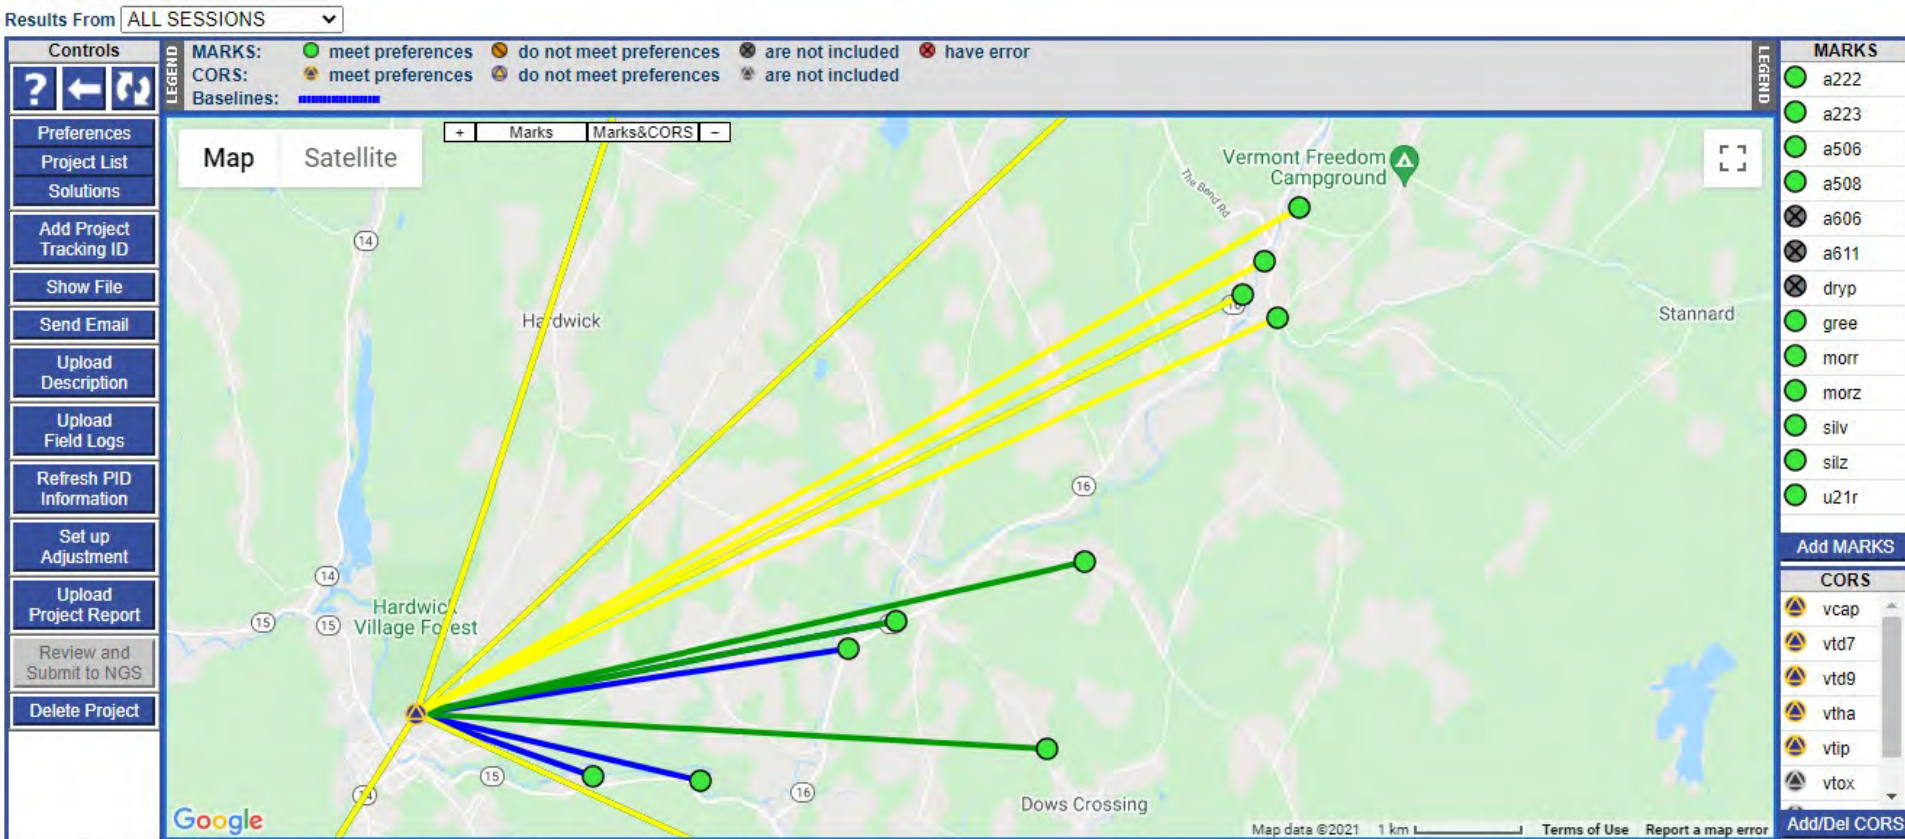 Results From ALL SESSIONS
Controls
?
Preferences
Project List
Solutions
Add Project
Tracking ID
Show File
Send Email
Upload
Description
Upload
Field Logs
Refresh PID
Information
Set up
Adjustment
Upload
Project Report
Review and
Submit to NGS
Delete Project
LEGEND
MARKS: meet preferences do not meet preferences are not included have error
CORS: meet preferences do not meet preferences are not included
Baselines:
LEGEND
+ Marks Marks&CORS −
Map Satellite
Vermont Freedom
Campground
The Bend Rd
14
Hardwick
Stannard
16
14
15
15
Hardwick
Village Forest
15
16
Dows Crossing
Google
Map data ©2021 1 km Terms of Use Report a map error
MARKS
a222
a223
a506
a508
a606
a611
dryp
gree
morr
morz
silv
silz
u21r
Add MARKS
CORS
vcap
vtd7
vtd9
vtha
vtip
vtox
Add/Del CORS